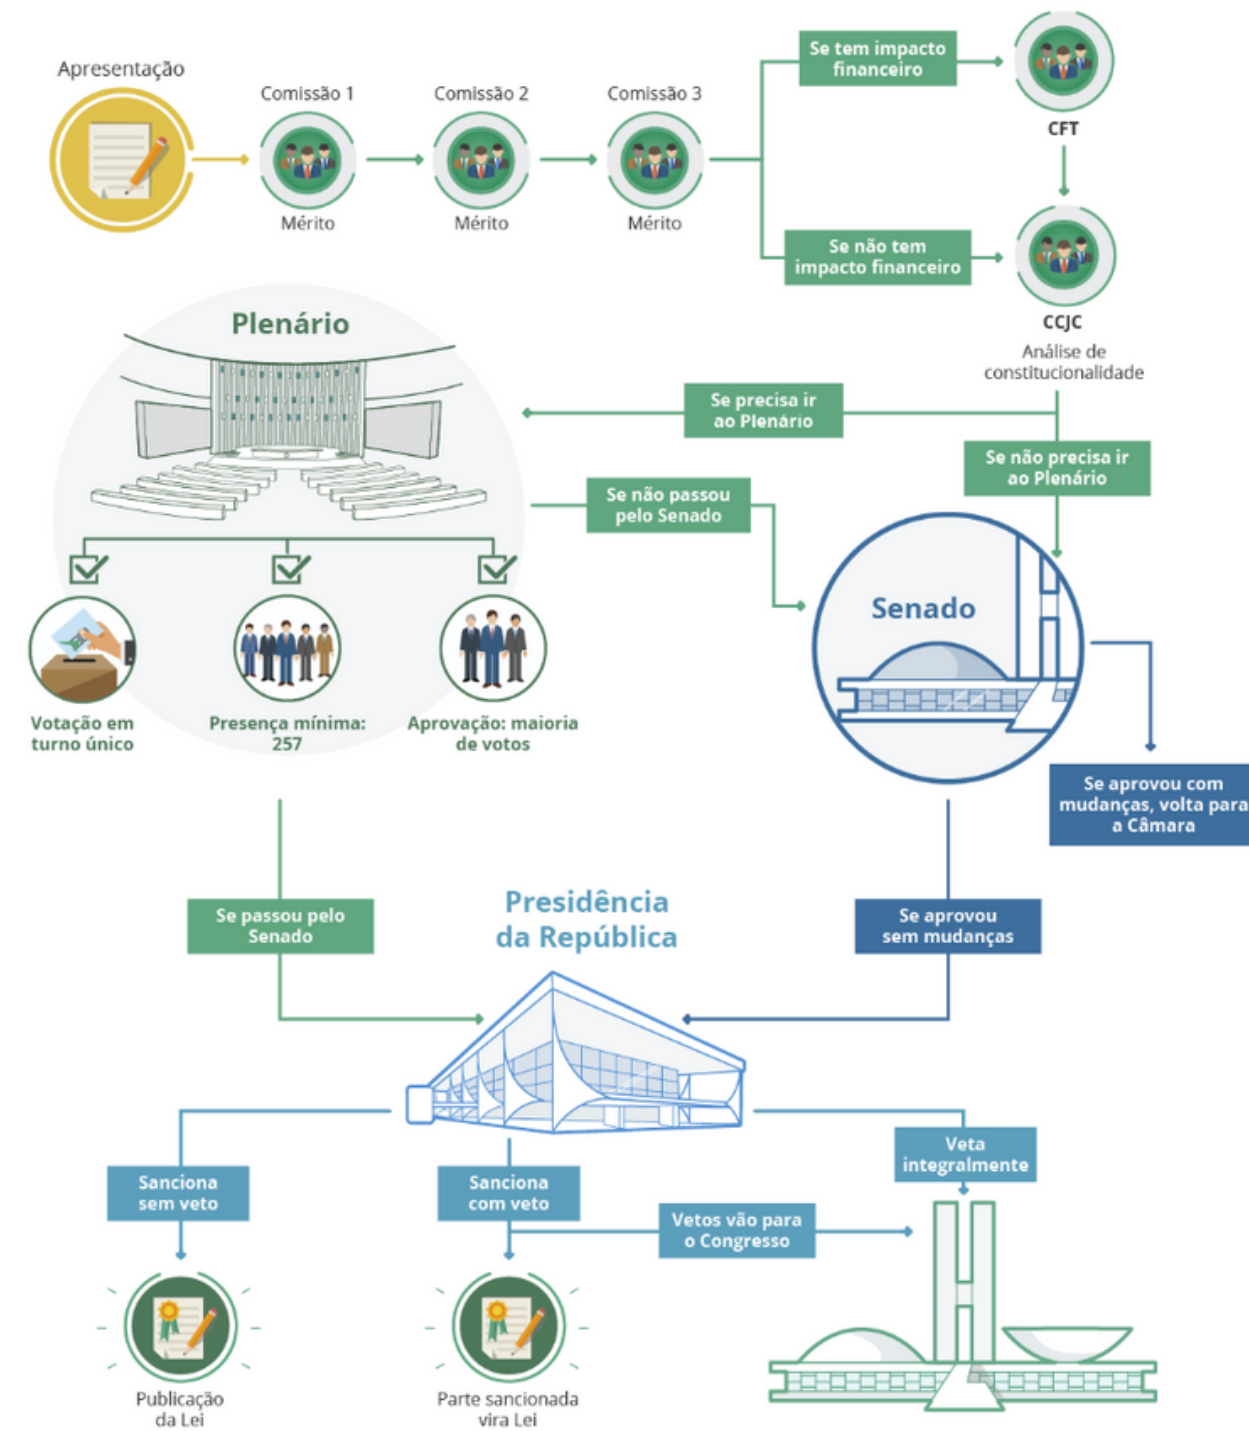 Apresentação
Comissão 1
Mérito
Comissão 2
Mérito
Comissão 3
Mérito
Se tem impacto
financeiro
CFT
Se não tem
impacto financeiro
CCJC
Análise de
constitucionalidade
Se precisa ir
ao Plenário
Se não precisa ir
ao Plenário
Plenário
Votação em
turno único
Presença mínima:
257
Aprovação: maioria
de votos
Se não passou
pelo Senado
Senado
Se aprovou com
mudanças, volta para
a Câmara
Se passou pelo
Senado
Se aprovou
sem mudanças
Presidência
da República
Sanciona
sem veto
Sanciona
com veto
Veta
integralmente
Vetos vão para
o Congresso
Publicação
da Lei
Parte sancionada
vira Lei